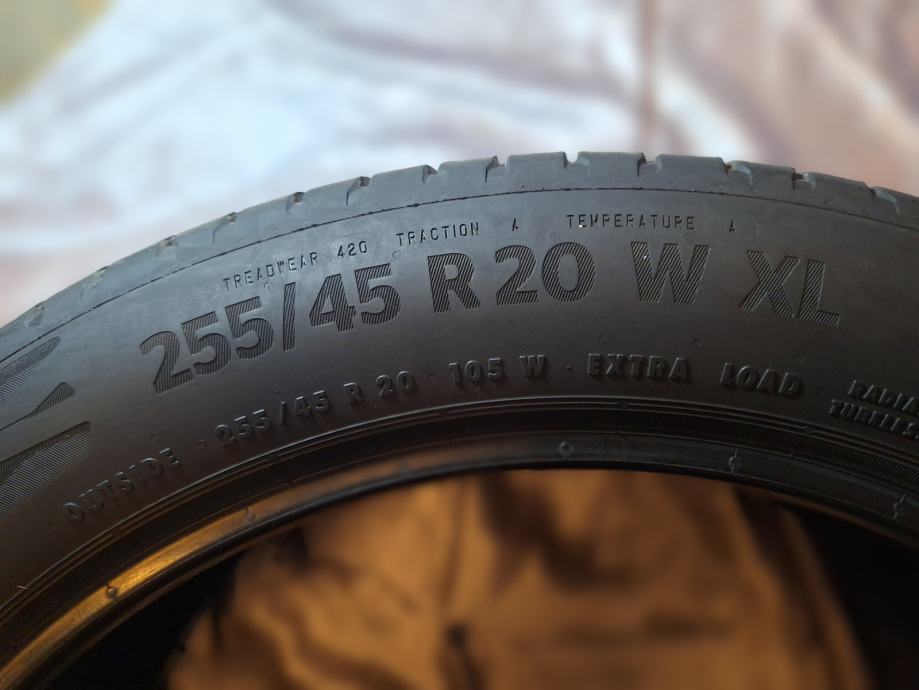 TREADWEAR 420 TRACTION A TEMPERATURE A
255/45 R 20 W XL
OUTSIDE · 255/45 R 20 · 105 W · EXTRA LOAD